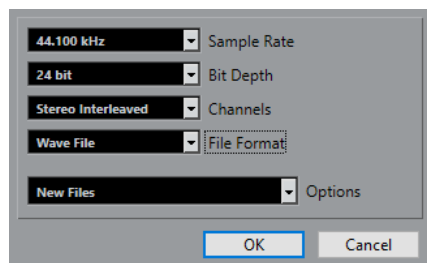 44.100 kHz Sample Rate
24 bit Bit Depth
Stereo Interleaved Channels
Wave File File Format
New Files Options
OK Cancel